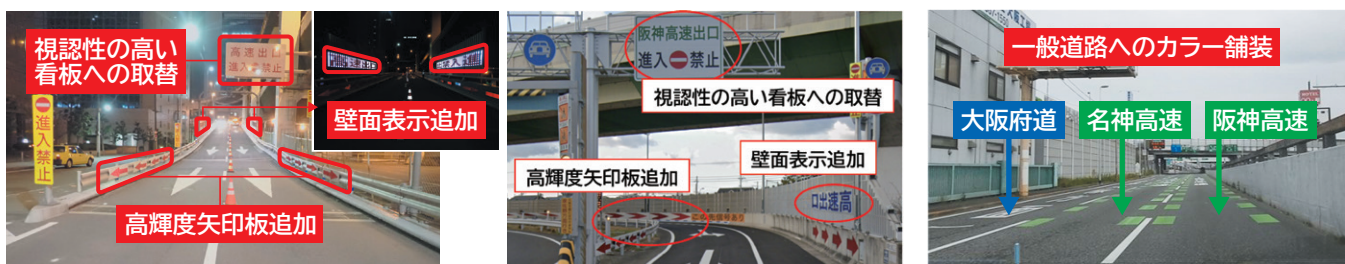 視認性の高い
看板への取替
高速出口
進入禁止
進入禁止
壁面表示追加
高輝度矢印板追加
阪神高速出口
進入 禁止
視認性の高い看板への取替
壁面表示追加
高輝度矢印板追加
口出速高
一般道路へのカラー舗装
大阪府道
名神高速
阪神高速